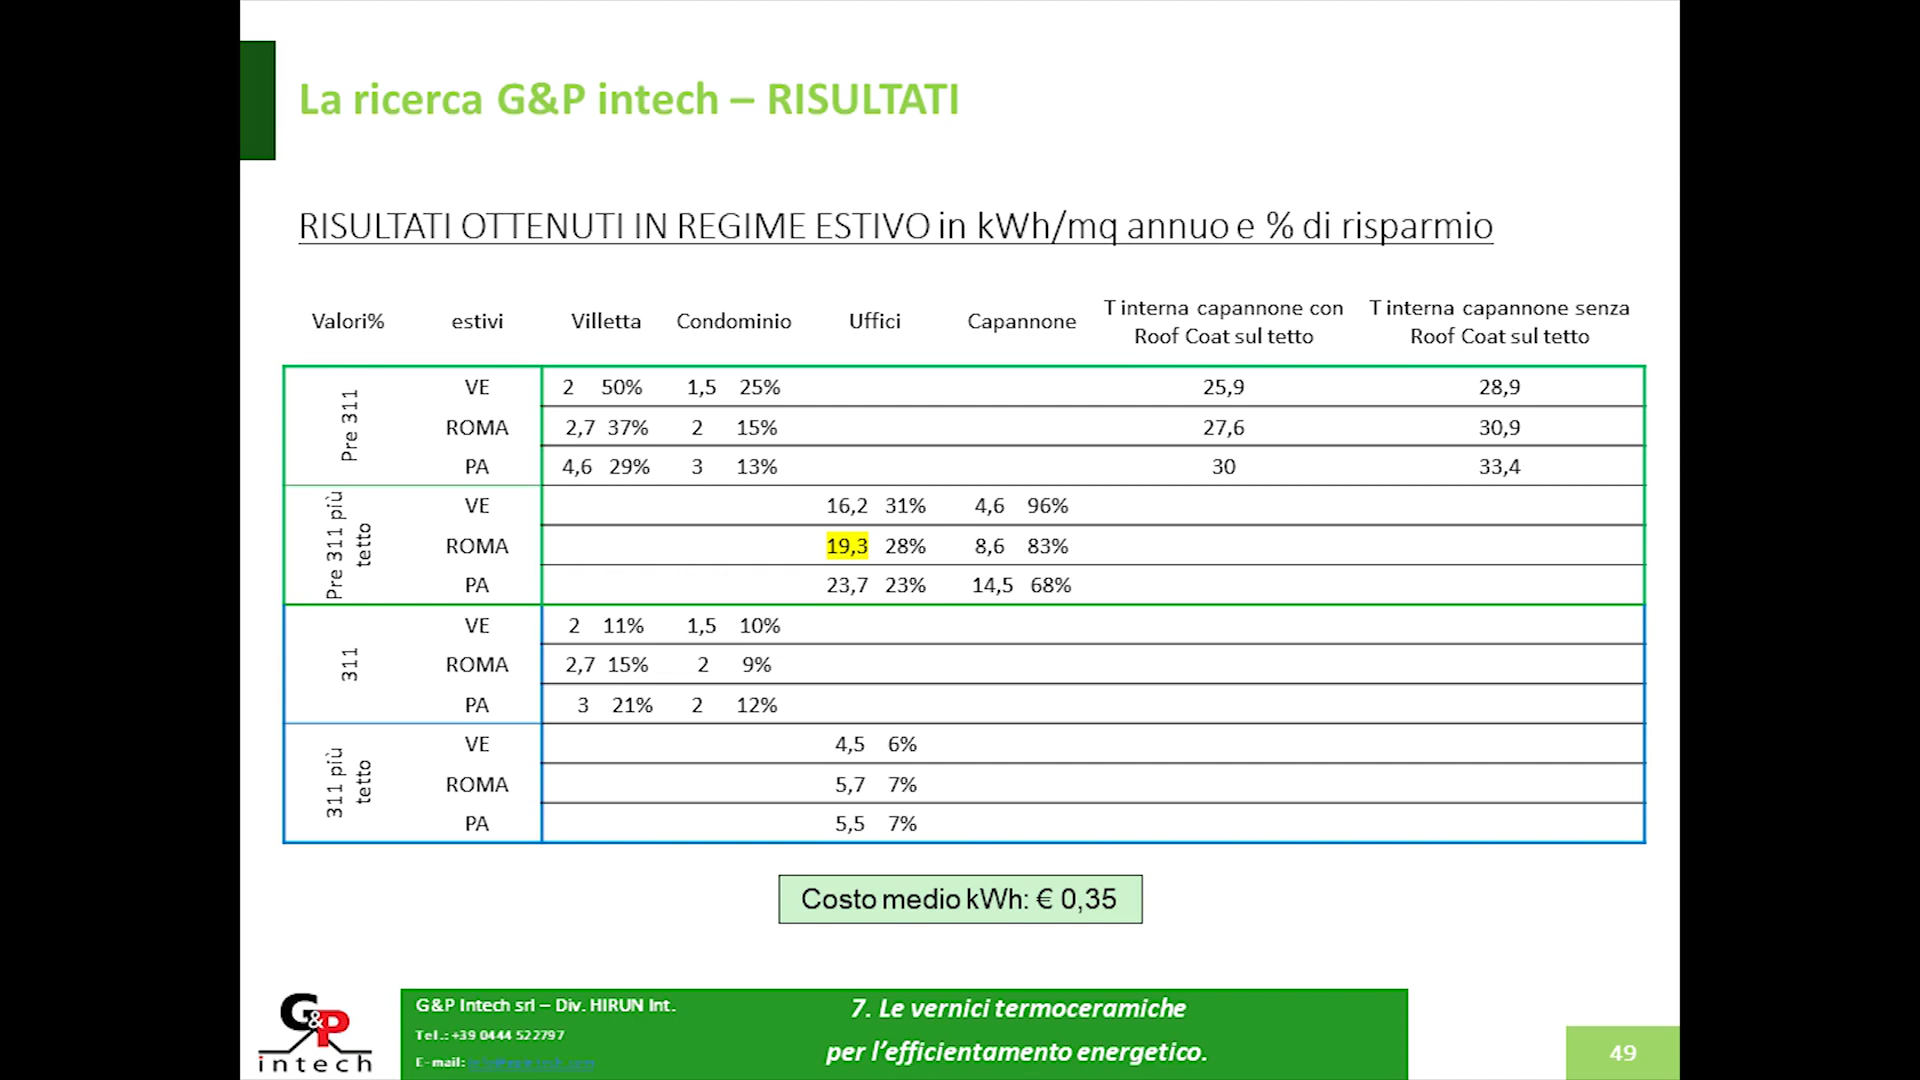 La ricerca G&P intech – RISULTATI
RISULTATI OTTENUTI IN REGIME ESTIVO in kWh/mq annuo e % di risparmio
Valori% estivi Villetta Condominio Uffici Capannone T interna capannone con Roof Coat sul tetto T interna capannone senza Roof Coat sul tetto
Pre 311
VE 2 50% 1,5 25% 25,9 28,9
ROMA 2,7 37% 2 15% 27,6 30,9
PA 4,6 29% 3 13% 30 33,4
Pre 311 più tetto
VE 16,2 31% 4,6 96%
ROMA 19,3 28% 8,6 83%
PA 23,7 23% 14,5 68%
311
VE 2 11% 1,5 10%
ROMA 2,7 15% 2 9%
PA 3 21% 2 12%
311 più tetto
VE 4,5 6%
ROMA 5,7 7%
PA 5,5 7%
Costo medio kWh: € 0,35
G&P intech
G&P Intech srl – Div. HIRUN Int.
Tel.: +39 0444 522797
E-mail:
7. Le vernici termoceramiche
per l'efficientamento energetico.
49